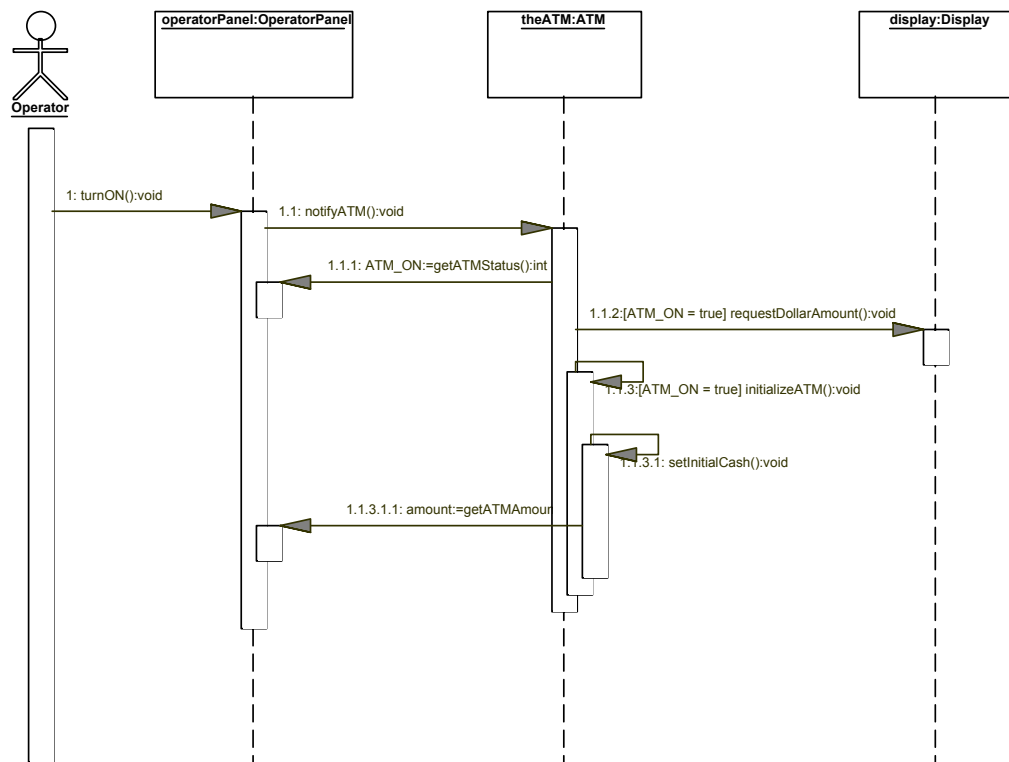 operatorPanel:OperatorPanel
theATM:ATM
display:Display
Operator
1: turnON():void
1.1: notifyATM():void
1.1.1: ATM_ON:=getATMStatus():int
1.1.2:[ATM_ON = true] requestDollarAmount():void
1.1.3:[ATM_ON = true] initializeATM():void
1.1.3.1: setInitialCash():void
1.1.3.1.1: amount:=getATMAmour